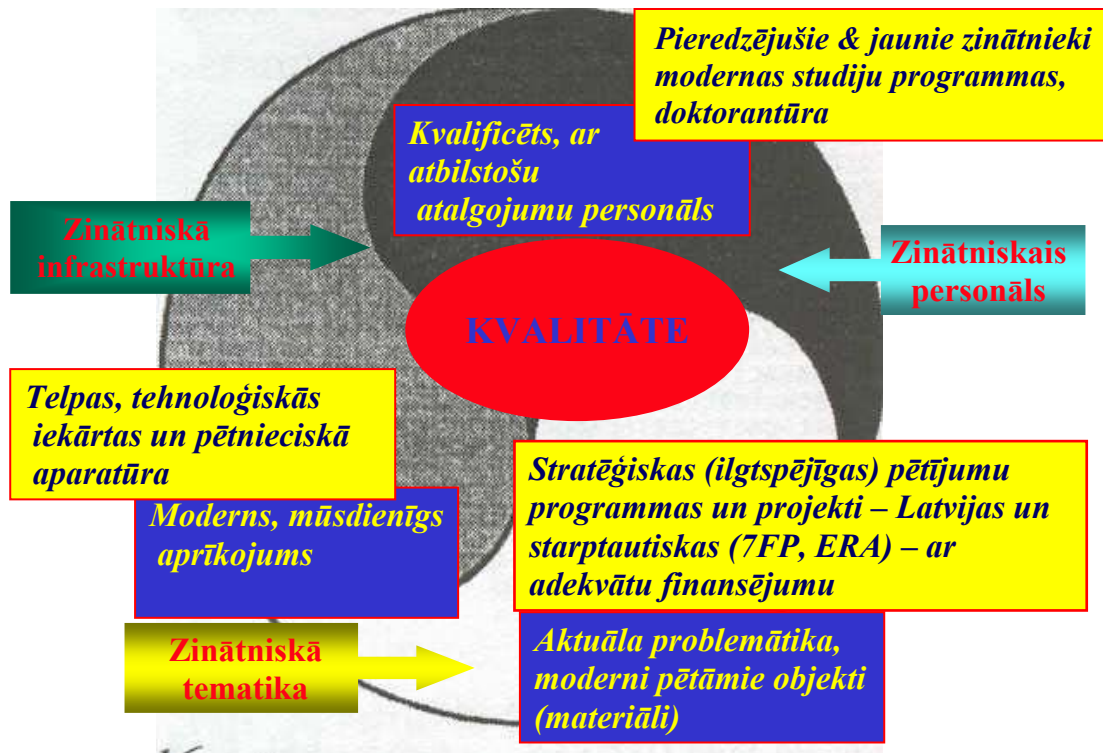 Pieredzējušie & jaunie zinātnieki
modernas studiju programmas,
doktorantūra
Kvalificēts, ar
atbilstošu
atalgojumu personāls
Zinātniskā
infrastruktūra
Zinātniskais
personāls
KVALITĀTE
Telpas, tehnoloģiskās
iekārtas un pētnieciskā
aparatūra
Moderns, mūsdienīgs
aprīkojums
Stratēģiskas (ilgtspējīgas) pētījumu
programmas un projekti – Latvijas un
starptautiskas (7FP, ERA) – ar
adekvātu finansējumu
Zinātniskā
tematika
Aktuāla problemātika,
moderni pētāmie objekti
(materiāli)